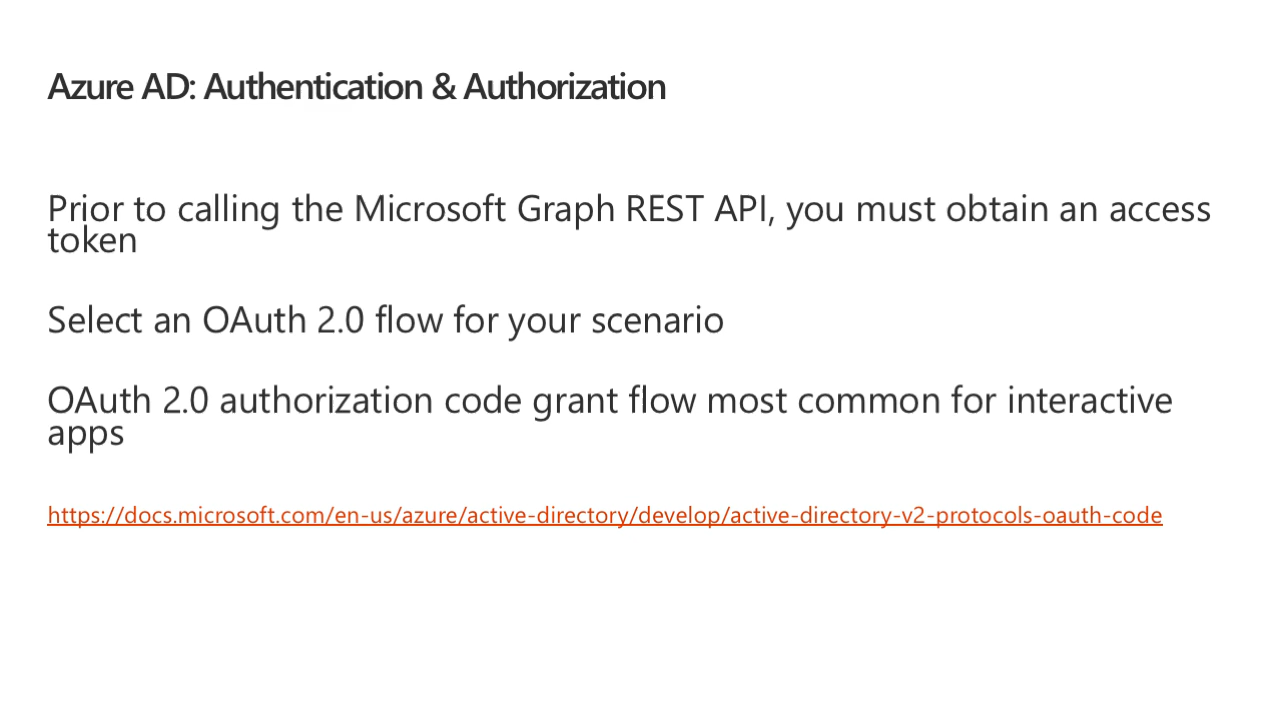 Azure AD: Authentication & Authorization
Prior to calling the Microsoft Graph REST API, you must obtain an access
token
Select an OAuth 2.0 flow for your scenario
OAuth 2.0 authorization code grant flow most common for interactive
apps
https://docs.microsoft.com/en-us/azure/active-directory/develop/active-directory-v2-protocols-oauth-code